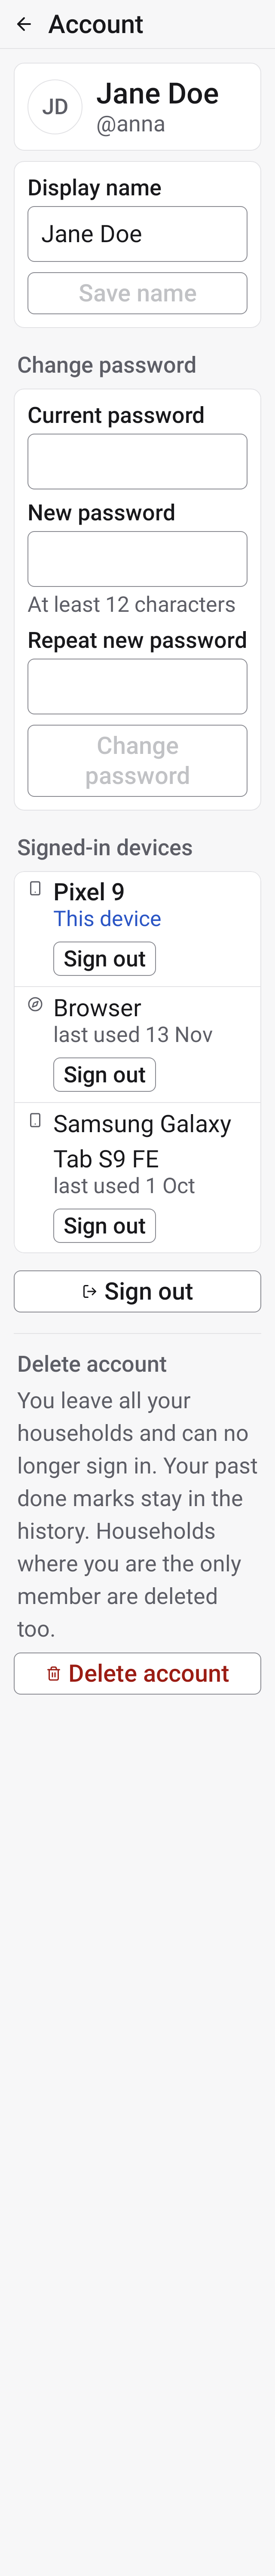 Account
JD
Jane Doe
@anna
Display name
Jane Doe
Save name
Change password
Current password
New password
At least 12 characters
Repeat new password
Change
password
Signed-in devices
Pixel 9
This device
Sign out
Browser
last used 13 Nov
Sign out
Samsung Galaxy
Tab S9 FE
last used 1 Oct
Sign out
Sign out
Delete account
You leave all your
households and can no
longer sign in. Your past
done marks stay in the
history. Households
where you are the only
member are deleted
too.
Delete account